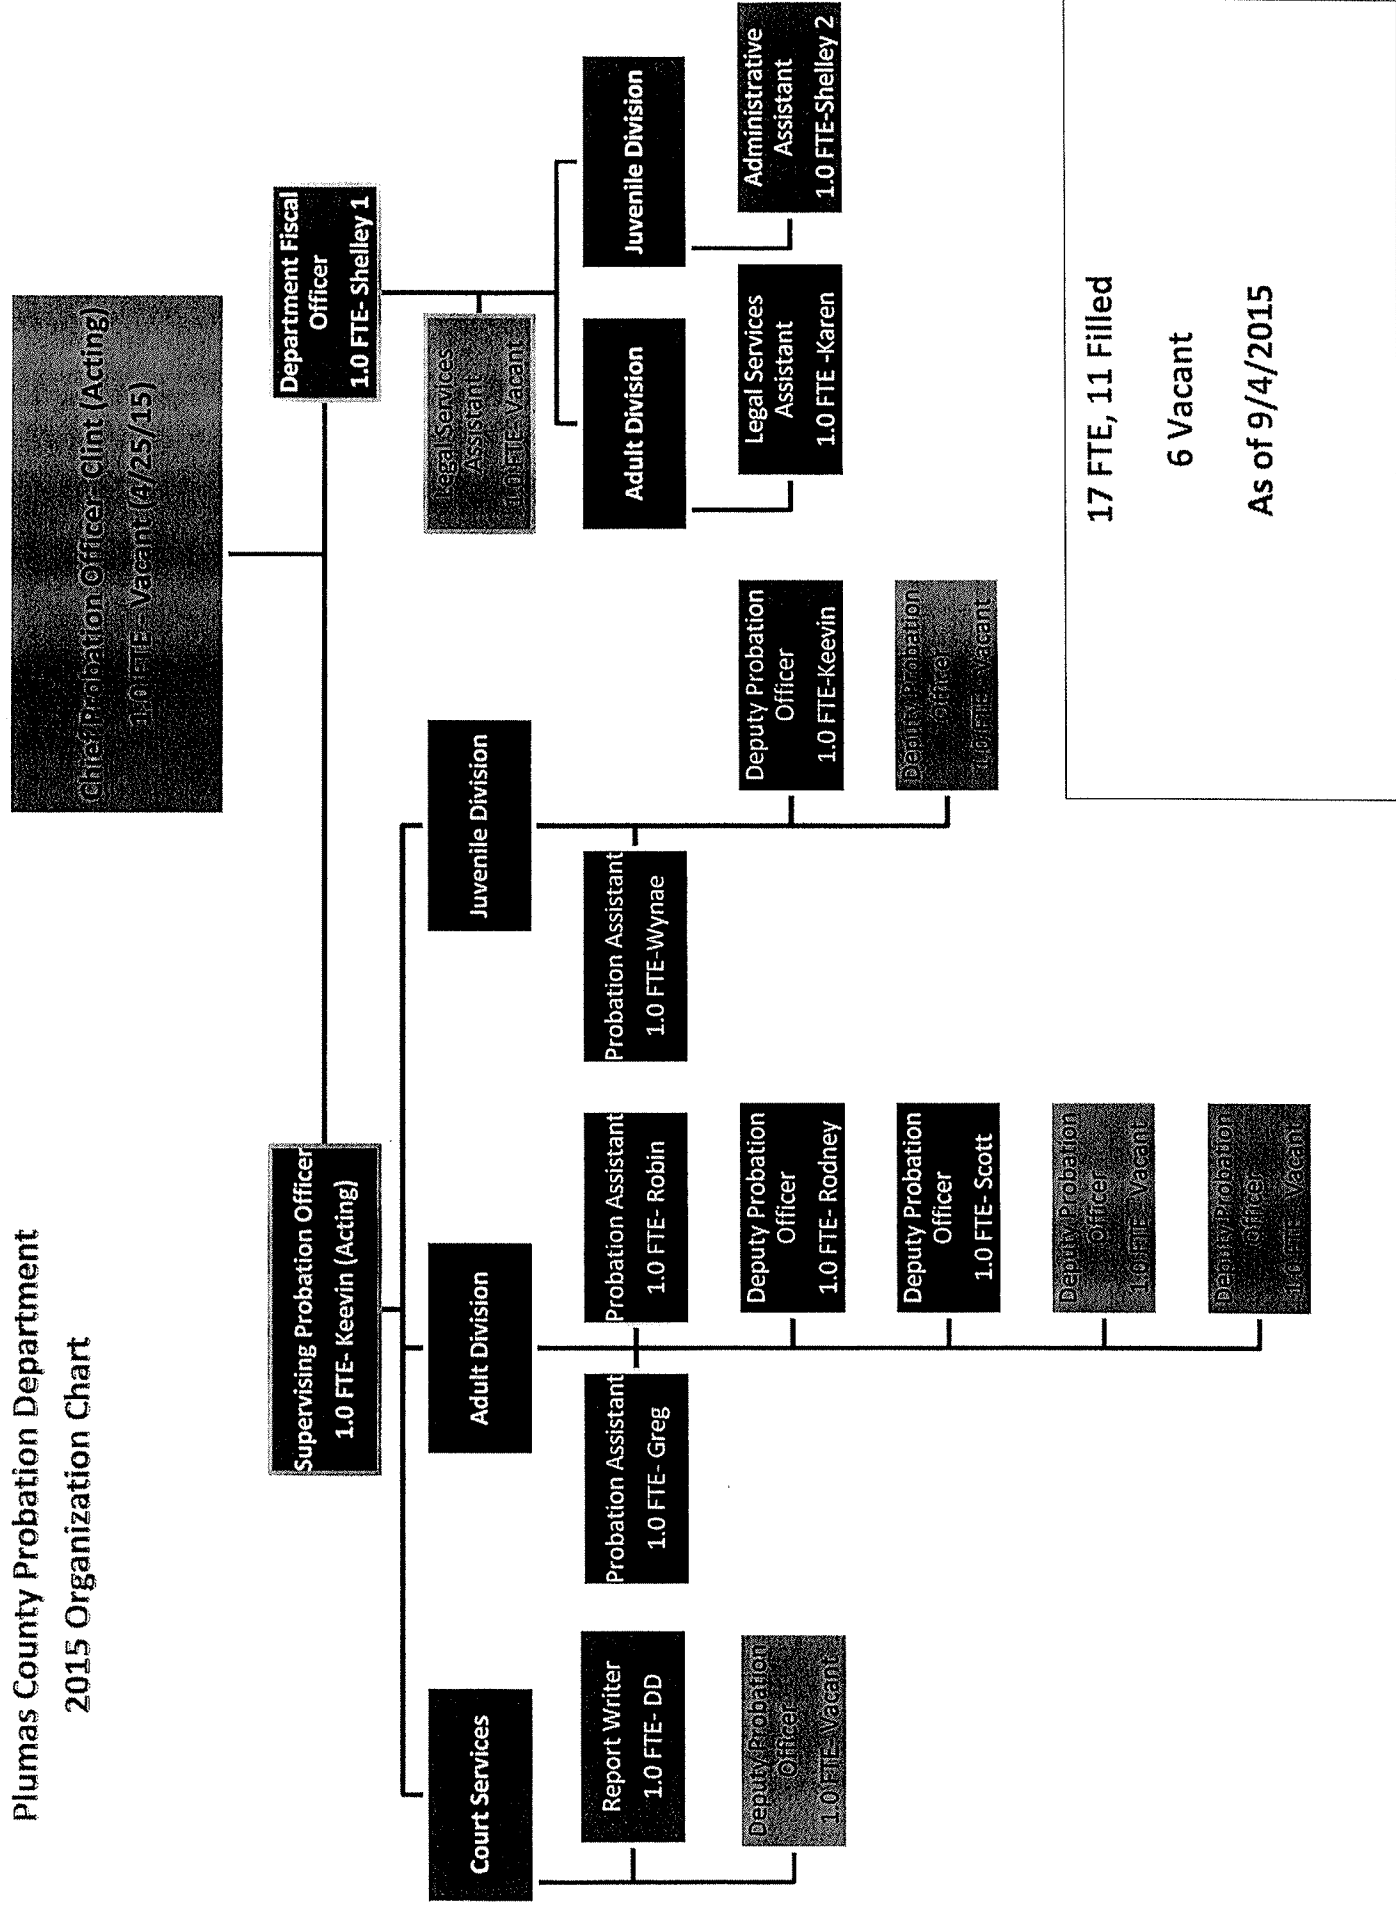 Plumas County Probation Department
2015 Organization Chart
Chief Probation Officer-Clint (Acting)
1.0 FTE - Vacant (4/25/15)
Supervising Probation Officer
1.0 FTE- Keevin (Acting)
Department Fiscal
Officer
1.0 FTE- Shelley 1
Court Services
Adult Division
Juvenile Division
Legal Services
Assistant
1.0 FTE- Vacant
Report Writer
1.0 FTE- DD
Probation Assistant
1.0 FTE- Greg
Probation Assistant
1.0 FTE- Robin
Probation Assistant
1.0 FTE-Wynae
Adult Division
Juvenile Division
Deputy Probation
Officer
1.0 FTE- Vacant
Deputy Probation
Officer
1.0 FTE- Rodney
Deputy Probation
Officer
1.0 FTE-Keevin
Legal Services
Assistant
1.0 FTE -Karen
Administrative
Assistant
1.0 FTE-Shelley 2
Deputy Probation
Officer
1.0 FTE- Scott
Deputy Probation
Officer
1.0 FTE - Vacant
Deputy Probation
Officer
1.0 FTE - Vacant
Deputy Probation
Officer
1.0 FTE - Vacant
17 FTE, 11 Filled
6 Vacant
As of 9/4/2015